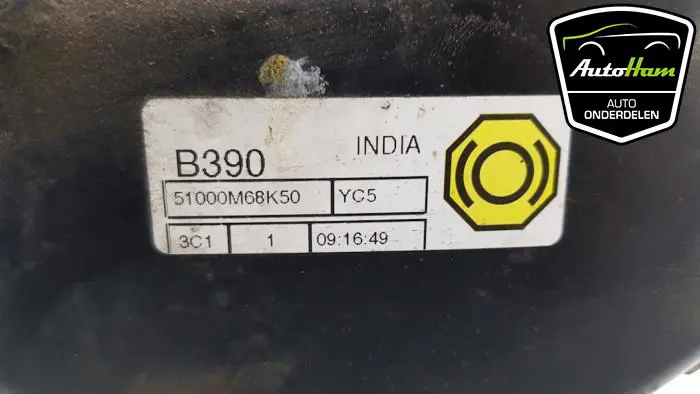 B390 INDIA
51000M68K50 YC5
3C1 1 09:16:49
AutoHam
AUTO
ONDERDELEN